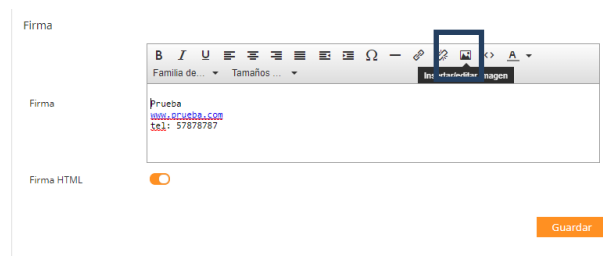 Firma
B I U Ω — <> A
Familia de... Tamaños ...
Insertar/editar imagen
Firma
Prueba
www.prueba.com
tel: 57878787
Firma HTML
Guardar